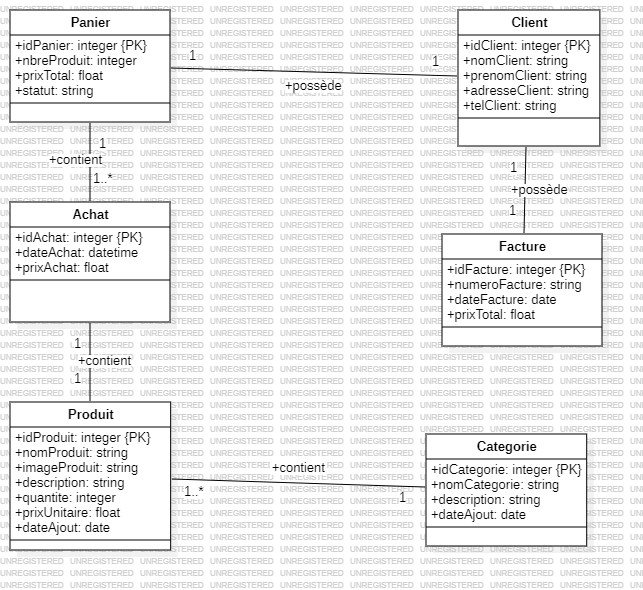 Panier
+idPanier: integer {PK}
+nbreProduit: integer
+prixTotal: float
+statut: string
Client
+idClient: integer {PK}
+nomClient: string
+prenomClient: string
+adresseClient: string
+telClient: string
1
1
+possède
1
+contient
1..*
1
+possède
1
Achat
+idAchat: integer {PK}
+dateAchat: datetime
+prixAchat: float
Facture
+idFacture: integer {PK}
+numeroFacture: string
+dateFacture: date
+prixTotal: float
1
+contient
1
Produit
+idProduit: integer {PK}
+nomProduit: string
+imageProduit: string
+description: string
+quantite: integer
+prixUnitaire: float
+dateAjout: date
+contient
1..*
1
Categorie
+idCategorie: integer {PK}
+nomCategorie: string
+description: string
+dateAjout: date
UNREGISTERED